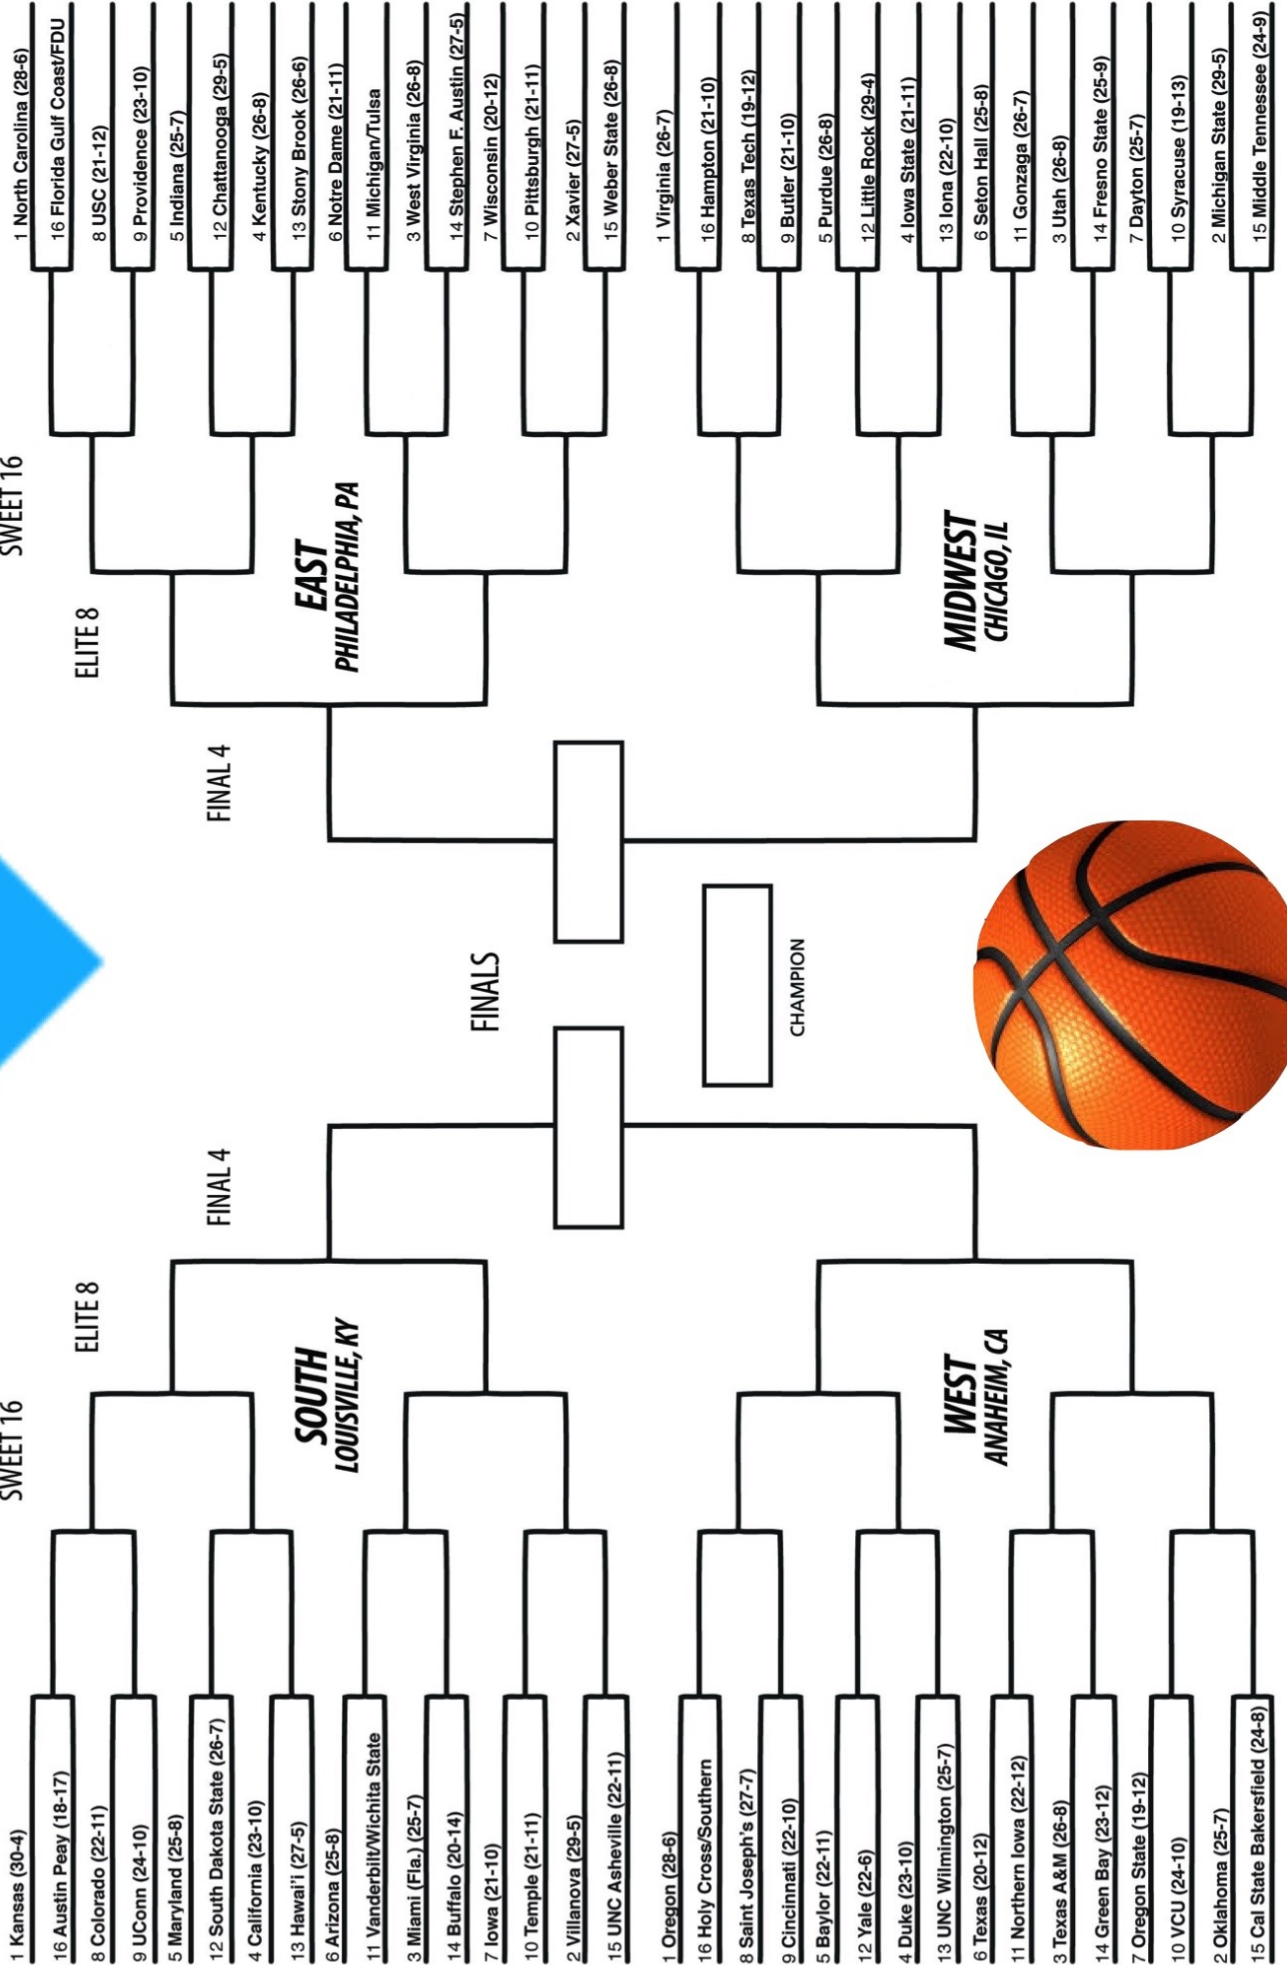 SWEET 16
ELITE 8
FINAL 4
FINALS
FINAL 4
ELITE 8
SWEET 16
1 Kansas (30-4)
16 Austin Peay (18-17)
8 Colorado (22-11)
9 UConn (24-10)
5 Maryland (25-8)
12 South Dakota State (26-7)
4 California (23-10)
13 Hawai'i (27-5)
6 Arizona (25-8)
11 Vanderbilt/Wichita State
3 Miami (Fla.) (25-7)
14 Buffalo (20-14)
7 Iowa (21-10)
10 Temple (21-11)
2 Villanova (29-5)
15 UNC Asheville (22-11)
SOUTH
LOUISVILLE, KY
1 Oregon (28-6)
16 Holy Cross/Southern
8 Saint Joseph's (27-7)
9 Cincinnati (22-10)
5 Baylor (22-11)
12 Yale (22-6)
4 Duke (23-10)
13 UNC Wilmington (25-7)
6 Texas (20-12)
11 Northern Iowa (22-12)
3 Texas A&M (26-8)
14 Green Bay (23-12)
7 Oregon State (19-12)
10 VCU (24-10)
2 Oklahoma (25-7)
15 Cal State Bakersfield (24-8)
WEST
ANAHEIM, CA
CHAMPION
1 North Carolina (28-6)
16 Florida Gulf Coast/FDU
8 USC (21-12)
9 Providence (23-10)
5 Indiana (25-7)
12 Chattanooga (29-5)
4 Kentucky (26-8)
13 Stony Brook (26-6)
6 Notre Dame (21-11)
11 Michigan/Tulsa
3 West Virginia (26-8)
14 Stephen F. Austin (27-5)
7 Wisconsin (20-12)
10 Pittsburgh (21-11)
2 Xavier (27-5)
15 Weber State (26-8)
EAST
PHILADELPHIA, PA
1 Virginia (26-7)
16 Hampton (21-10)
8 Texas Tech (19-12)
9 Butler (21-10)
5 Purdue (26-8)
12 Little Rock (29-4)
4 Iowa State (21-11)
13 Iona (22-10)
6 Seton Hall (25-8)
11 Gonzaga (26-7)
3 Utah (26-8)
14 Fresno State (25-9)
7 Dayton (25-7)
10 Syracuse (19-13)
2 Michigan State (29-5)
15 Middle Tennessee (24-9)
MIDWEST
CHICAGO, IL